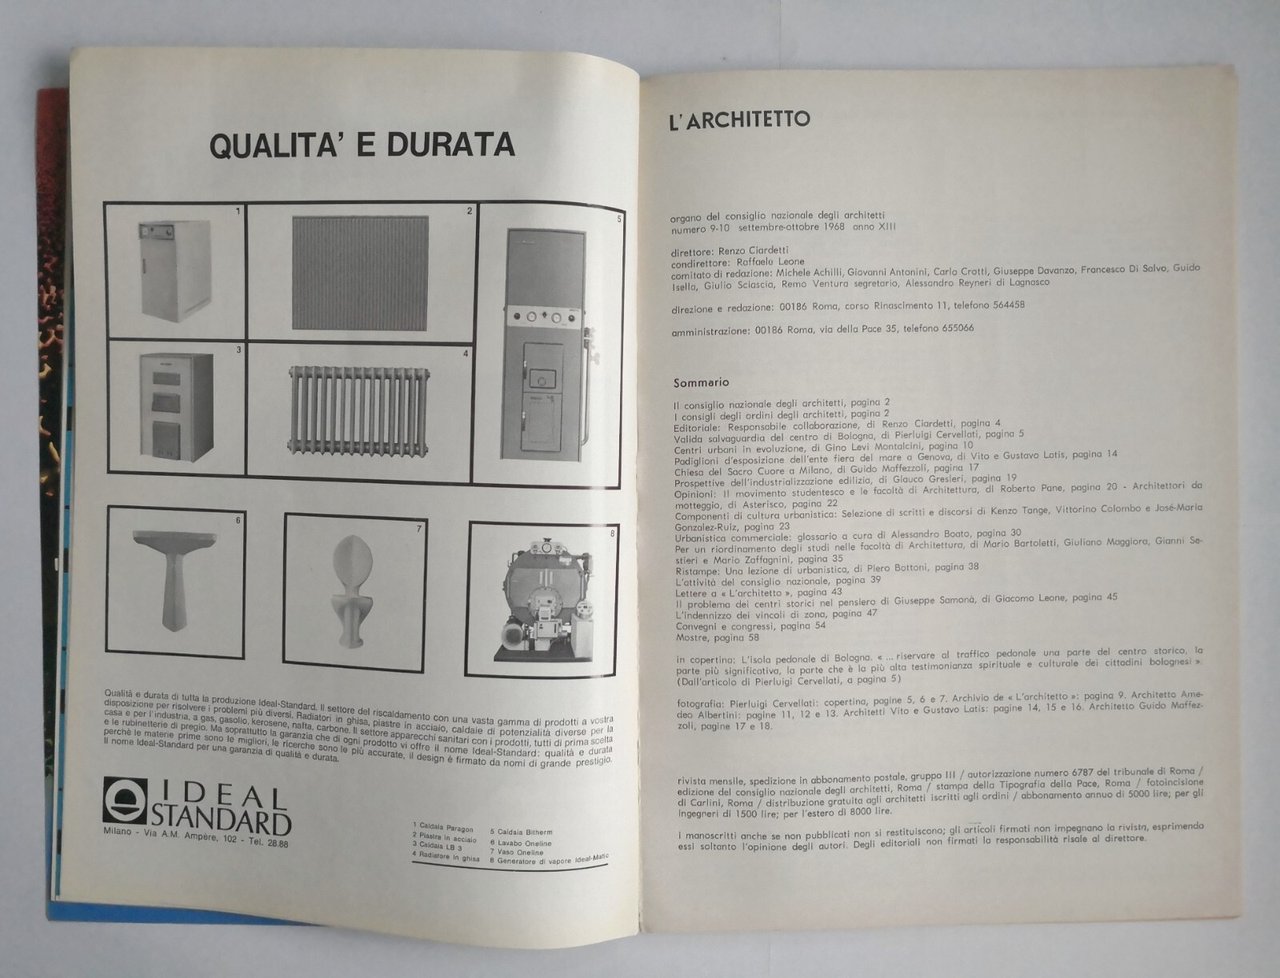 QUALITA' E DURATA
1
2
5
3
4
6
7
8
Qualità e durata di tutta la produzione Ideal-Standard. Il settore del riscaldamento con una vasta gamma di prodotti a vostra
disposizione per risolvere i problemi più diversi. Radiatori in ghisa, piastre in acciaio, caldaie di potenzialità diverse per la
casa e per l'industria, a gas, gasolio, kerosene, nafta, carbone. Il settore apparecchi sanitari con i prodotti, tutti di prima scelta
e le rubinetterie di pregio. Ma soprattutto la garanzia che di ogni prodotto vi offre il nome Ideal-Standard: qualità e durata
perchè le materie prime sono le migliori, le ricerche sono le più accurate, il design è firmato da nomi di grande prestigio.
Il nome Ideal-Standard per una garanzia di qualità e durata.
IDEAL
STANDARD
Milano - Via A.M. Ampère, 102 - Tel. 28.88
1 Caldaia Paragon
2 Piastre in acciaio
3 Caldaia LB 3
4 Radiatore in ghisa
5 Caldaia Bitherm
6 Lavabo Oneline
7 Vaso Oneline
8 Generatore di vapore Ideal-Matic
L'ARCHITETTO
organo del consiglio nazionale degli architetti
numero 9-10 settembre-ottobre 1968 anno XIII
direttore: Renzo Ciardetti
condirettore: Raffaele Leone
comitato di redazione: Michele Achilli, Giovanni Antonini, Carlo Crotti, Giuseppe Davanzo, Francesco Di Salvo, Guido
Isella, Giulio Sciascia, Remo Ventura segretario, Alessandro Reyneri di Lagnasco
direzione e redazione: 00186 Roma, corso Rinascimento 11, telefono 564458
amministrazione: 00186 Roma, via della Pace 35, telefono 655066
Sommario
Il consiglio nazionale degli architetti, pagina 2
I consigli degli ordini degli architetti, pagina 2
Editoriale: Responsabile collaborazione, di Renzo Ciardetti, pagina 4
Valida salvaguardia del centro di Bologna, di Pierluigi Cervellati, pagina 5
Centri urbani in evoluzione, di Gino Levi Montalcini, pagina 10
Padiglioni d'esposizione dell'ente fiera del mare a Genova, di Vito e Gustavo Latis, pagina 14
Chiesa del Sacro Cuore a Milano, di Guido Maffezzoli, pagina 17
Prospettive dell'industrializzazione edilizia, di Glauco Gresleri, pagina 19
Opinioni: Il movimento studentesco e le facoltà di Architettura, di Roberto Pane, pagina 20 - Architettori da
motteggio, di Asterisco, pagina 22
Componenti di cultura urbanistica: Selezione di scritti e discorsi di Kenzo Tange, Vittorino Colombo e José-Maria
Gonzalez-Ruiz, pagina 23
Urbanistica commerciale: glossario a cura di Alessandro Boato, pagina 30
Per un riordinamento degli studi nelle facoltà di Architettura, di Mario Bartoletti, Giuliano Maggiora, Gianni Se-
stieri e Mario Zaffagnini, pagina 35
Ristampe: Una lezione di urbanistica, di Piero Bottoni, pagina 38
L'attività del consiglio nazionale, pagina 39
Lettere a « L'architetto », pagina 43
Il problema dei centri storici nel pensiero di Giuseppe Samonà, di Giacomo Leone, pagina 45
L'indennizzo dei vincoli di zona, pagina 47
Convegni e congressi, pagina 54
Mostre, pagina 58
in copertina: L'isola pedonale di Bologna. « ... riservare al traffico pedonale una parte del centro storico, la
parte più significativa, la parte che è la più alta testimonianza spirituale e culturale dei cittadini bolognesi ».
(Dall'articolo di Pierluigi Cervellati, a pagina 5)
fotografia: Pierluigi Cervellati: copertina, pagine 5, 6 e 7. Archivio de « L'architetto »: pagina 9. Architetto Ame-
deo Albertini: pagine 11, 12 e 13. Architetti Vito e Gustavo Latis: pagine 14, 15 e 16. Architetto Guido Maffez-
zoli, pagine 17 e 18.
rivista mensile, spedizione in abbonamento postale, gruppo III / autorizzazione numero 6787 del tribunale di Roma /
edizione del consiglio nazionale degli architetti, Roma / stampa della Tipografia della Pace, Roma / fotoincisione
di Carlini, Roma / distribuzione gratuita agli architetti iscritti agli ordini / abbonamento annuo di 5000 lire; per gli
ingegneri di 1500 lire; per l'estero di 8000 lire.
i manoscritti anche se non pubblicati non si restituiscono; gli articoli firmati non impegnano la rivista, esprimendo
essi soltanto l'opinione degli autori. Degli editoriali non firmati la responsabilità risale al direttore.